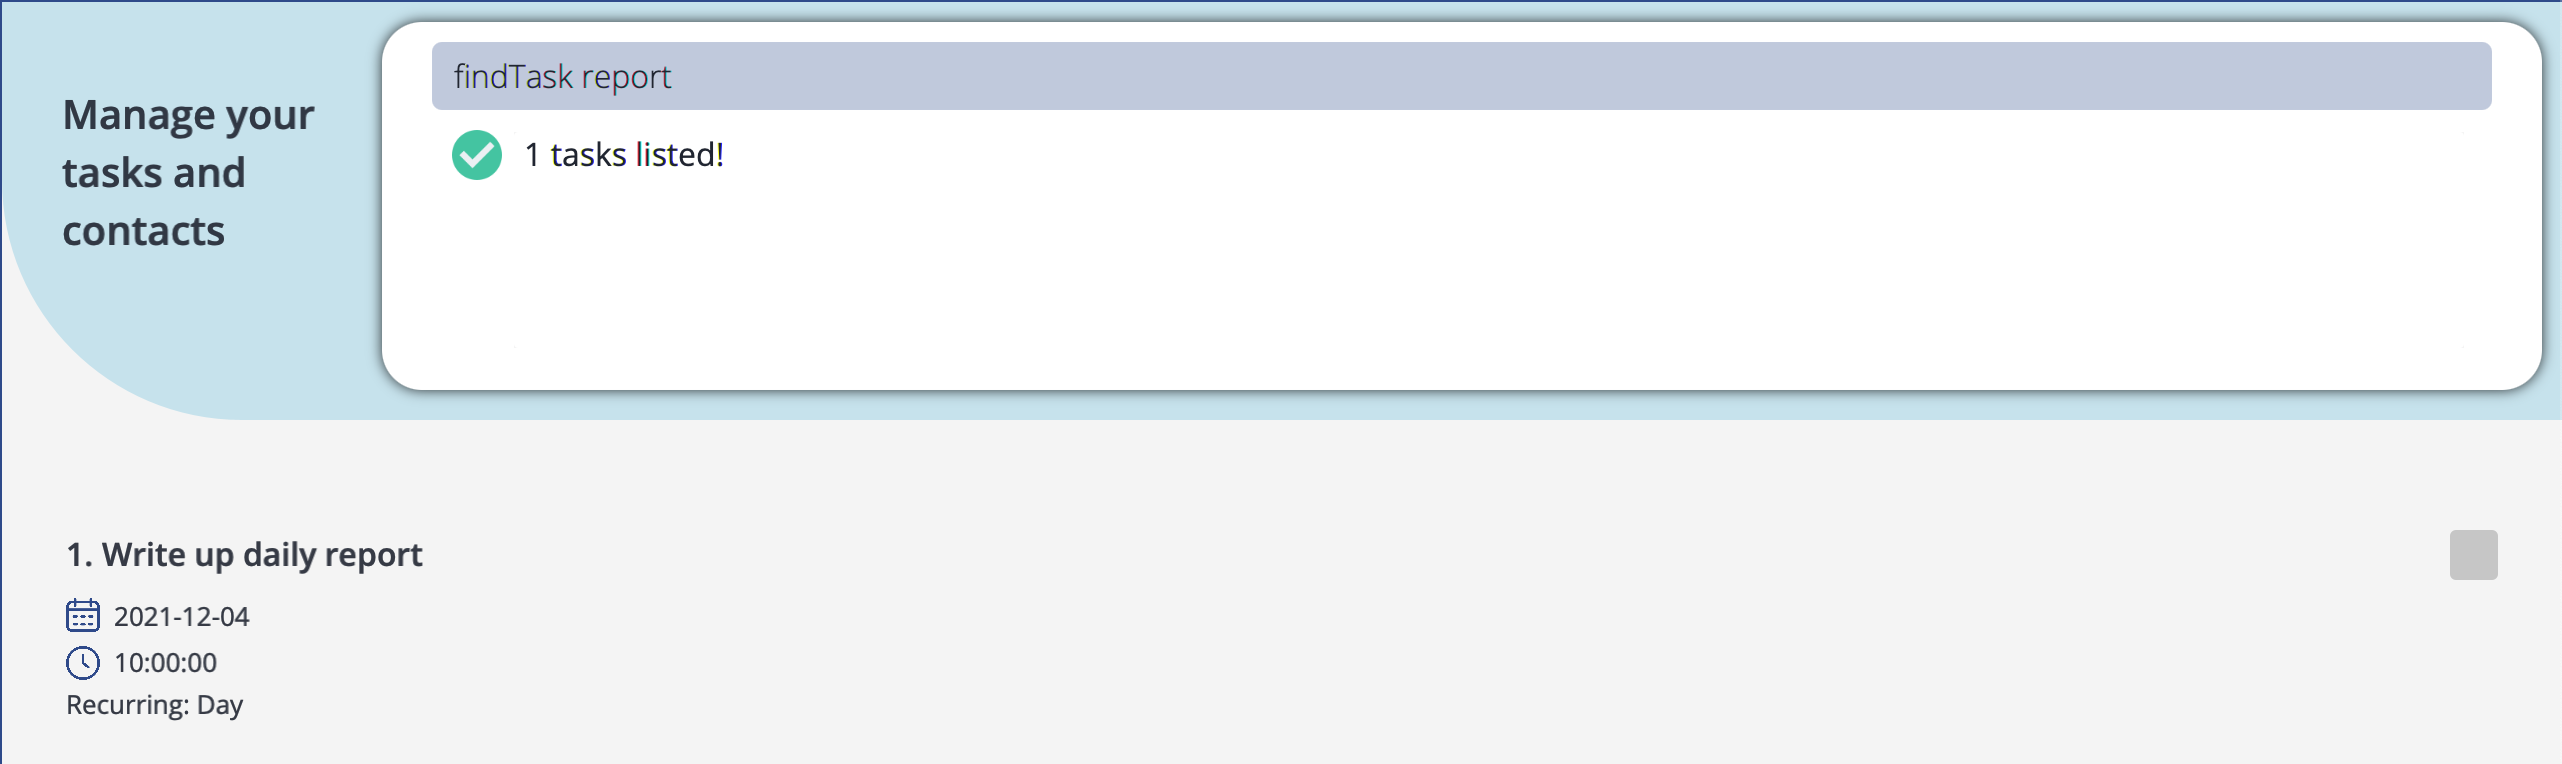 Manage your
tasks and
contacts
findTask report
1 tasks listed!
1. Write up daily report
2021-12-04
10:00:00
Recurring: Day